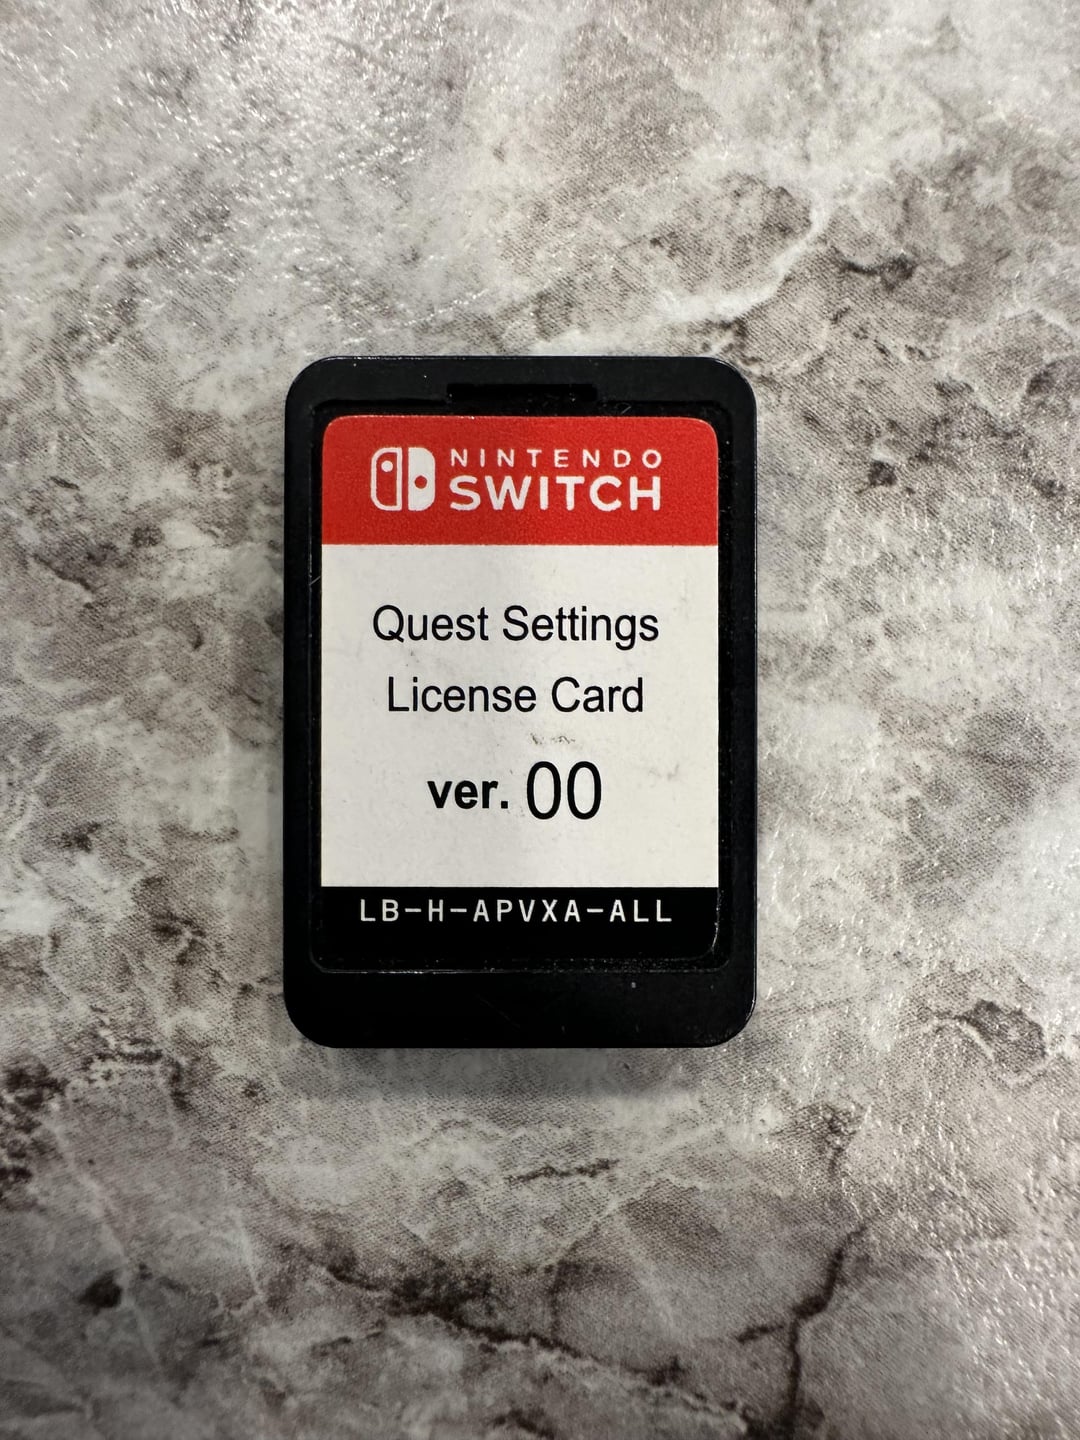 NINTENDO
SWITCH
Quest Settings
License Card
ver. 00
LB-H-APVXA-ALL